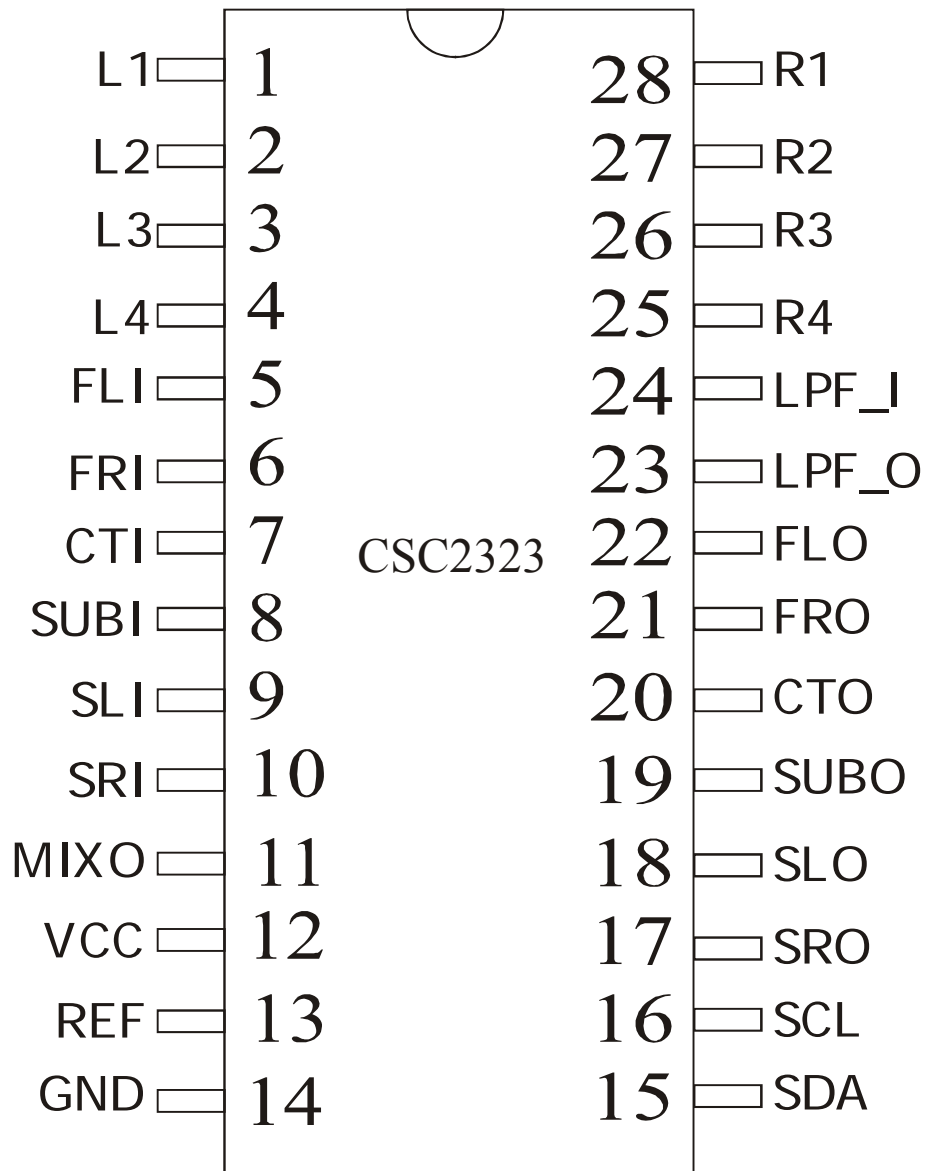 L1 1 28 R1
L2 2 27 R2
L3 3 26 R3
L4 4 25 R4
FLI 5 24 LPF_I
FRI 6 23 LPF_O
CTI 7 CSC2323 22 FLO
SUBI 8 21 FRO
SLI 9 20 CTO
SRI 10 19 SUBO
MIXO 11 18 SLO
VCC 12 17 SRO
REF 13 16 SCL
GND 14 15 SDA